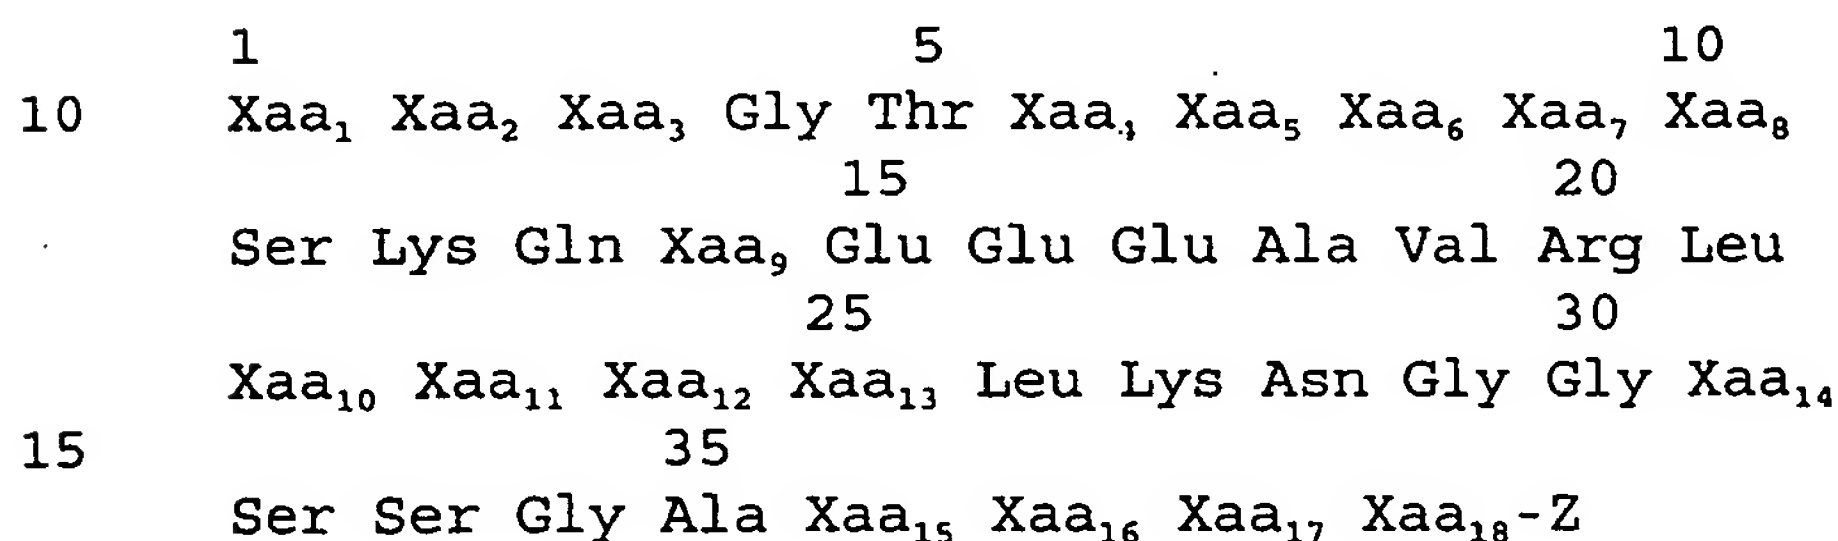 1 5 10
10 Xaa₁ Xaa₂ Xaa₃ Gly Thr Xaa₄ Xaa₅ Xaa₆ Xaa₇ Xaa₈
15 20
Ser Lys Gln Xaa₉ Glu Glu Glu Ala Val Arg Leu
25 30
Xaa₁₀ Xaa₁₁ Xaa₁₂ Xaa₁₃ Leu Lys Asn Gly Gly Xaa₁₄
15 35
Ser Ser Gly Ala Xaa₁₅ Xaa₁₆ Xaa₁₇ Xaa₁₈-Z